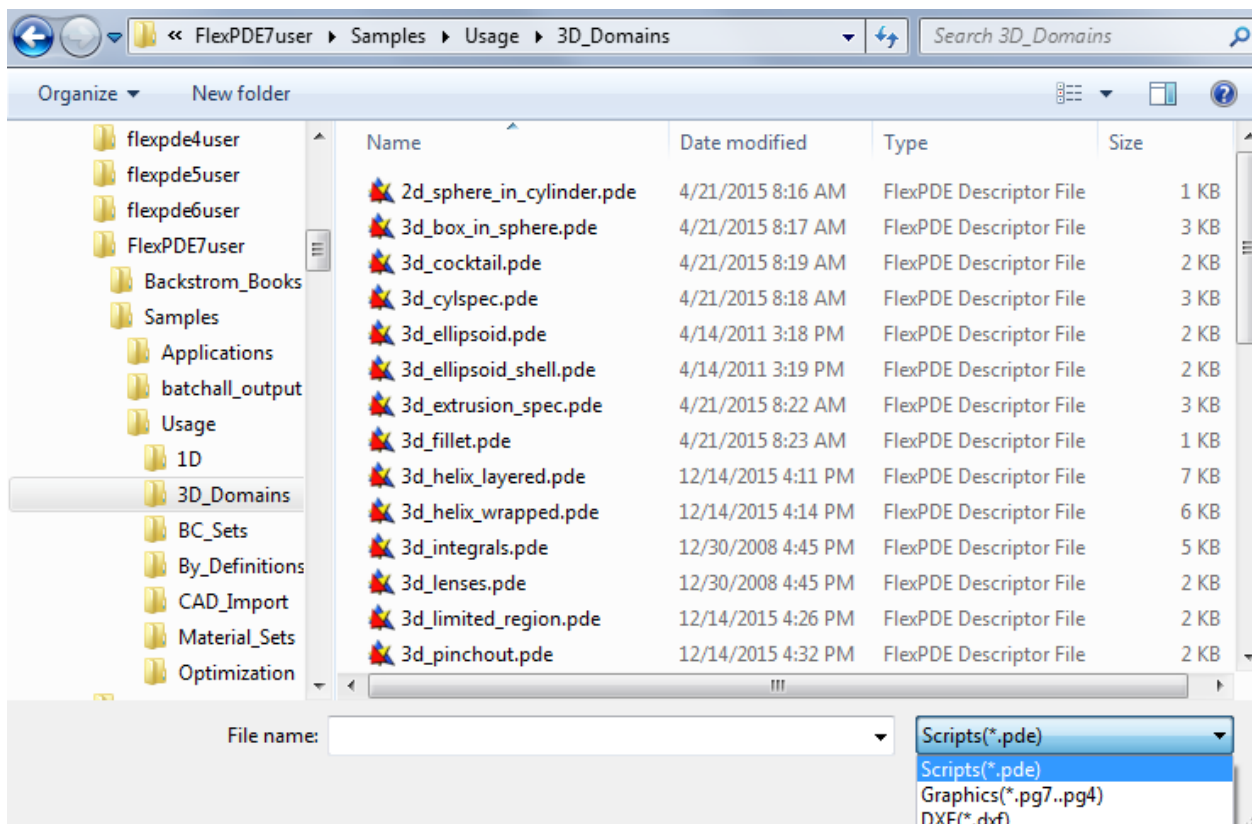 « FlexPDE7user ▸ Samples ▸ Usage ▸ 3D_Domains
Search 3D_Domains
Organize ▾ New folder
flexpde4user
flexpde5user
flexpde6user
FlexPDE7user
Backstrom_Books
Samples
Applications
batchall_output
Usage
1D
3D_Domains
BC_Sets
By_Definitions
CAD_Import
Material_Sets
Optimization
Name Date modified Type Size
2d_sphere_in_cylinder.pde 4/21/2015 8:16 AM FlexPDE Descriptor File 1 KB
3d_box_in_sphere.pde 4/21/2015 8:17 AM FlexPDE Descriptor File 3 KB
3d_cocktail.pde 4/21/2015 8:19 AM FlexPDE Descriptor File 2 KB
3d_cylspec.pde 4/21/2015 8:18 AM FlexPDE Descriptor File 3 KB
3d_ellipsoid.pde 4/14/2011 3:18 PM FlexPDE Descriptor File 2 KB
3d_ellipsoid_shell.pde 4/14/2011 3:19 PM FlexPDE Descriptor File 2 KB
3d_extrusion_spec.pde 4/21/2015 8:22 AM FlexPDE Descriptor File 3 KB
3d_fillet.pde 4/21/2015 8:23 AM FlexPDE Descriptor File 1 KB
3d_helix_layered.pde 12/14/2015 4:11 PM FlexPDE Descriptor File 7 KB
3d_helix_wrapped.pde 12/14/2015 4:14 PM FlexPDE Descriptor File 6 KB
3d_integrals.pde 12/30/2008 4:45 PM FlexPDE Descriptor File 5 KB
3d_lenses.pde 12/30/2008 4:45 PM FlexPDE Descriptor File 2 KB
3d_limited_region.pde 12/14/2015 4:26 PM FlexPDE Descriptor File 2 KB
3d_pinchout.pde 12/14/2015 4:32 PM FlexPDE Descriptor File 2 KB
File name:
Scripts(*.pde)
Scripts(*.pde)
Graphics(*.pg7..pg4)
DXF(*.dxf)